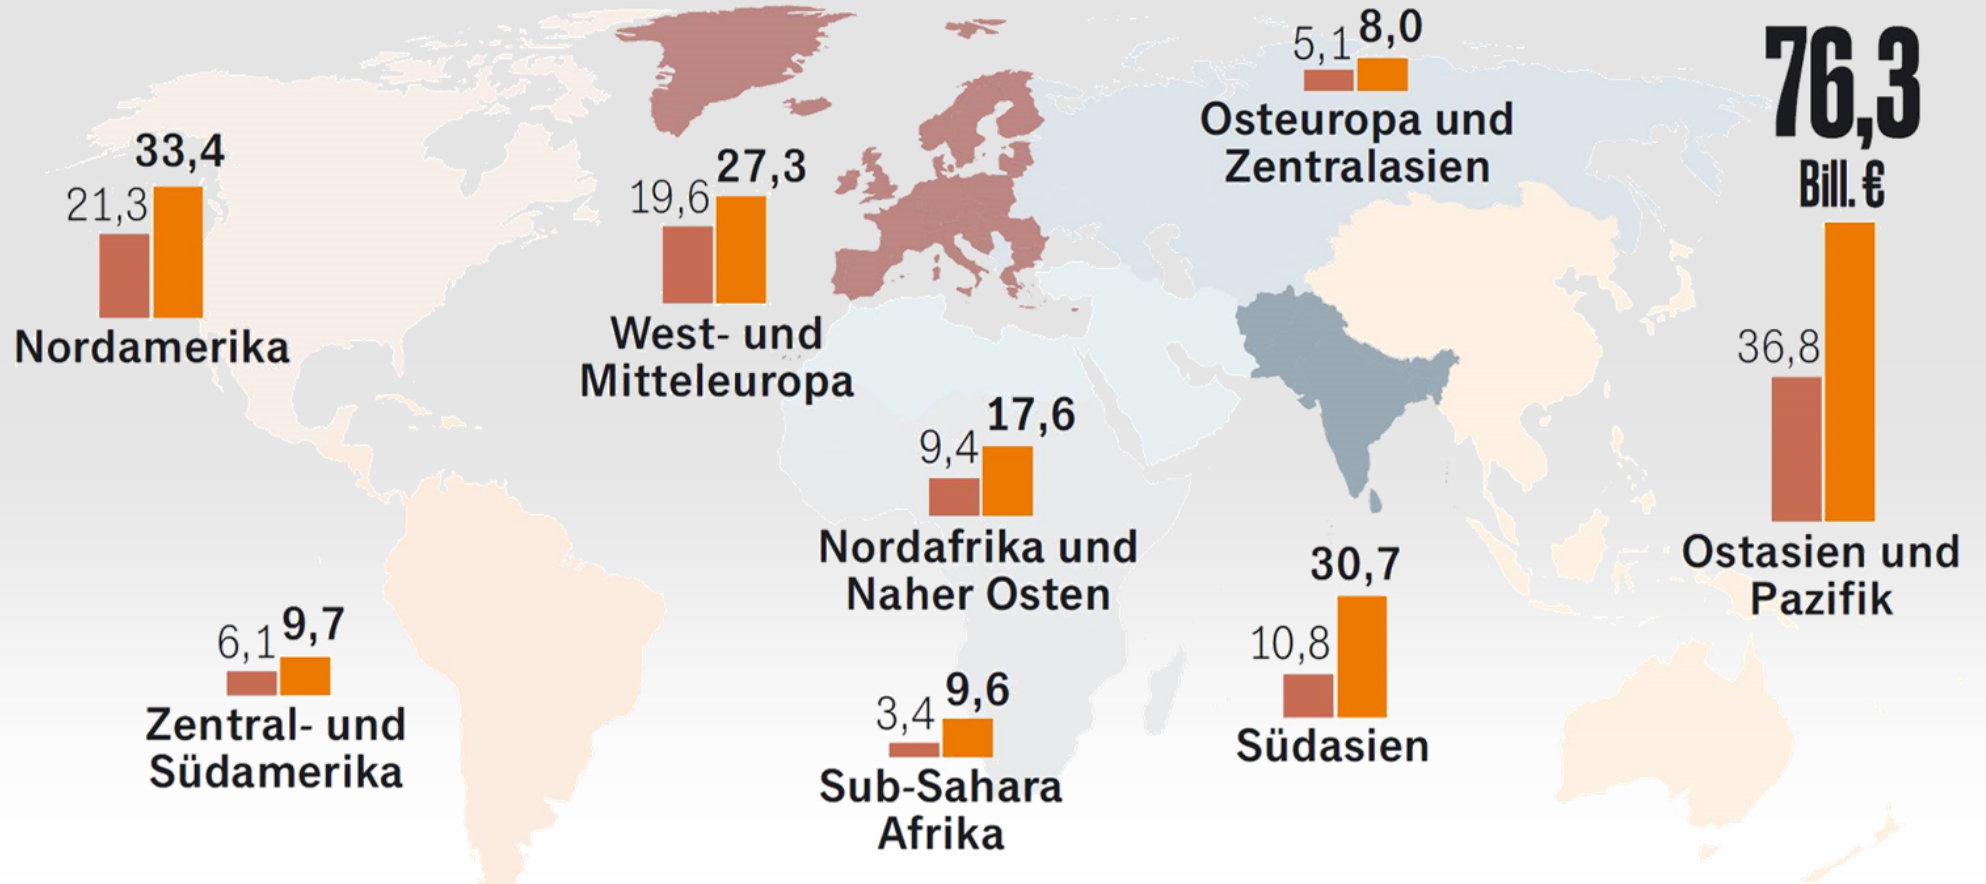 33,4
21,3
Nordamerika
27,3
19,6
West- und
Mitteleuropa
8,0
5,1
Osteuropa und
Zentralasien
76,3
Bill. €
36,8
Ostasien und
Pazifik
17,6
9,4
Nordafrika und
Naher Osten
30,7
10,8
Südasien
9,7
6,1
Zentral- und
Südamerika
9,6
3,4
Sub-Sahara
Afrika